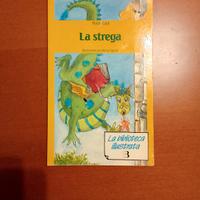 La strega
La biblioteca
illustrata
3